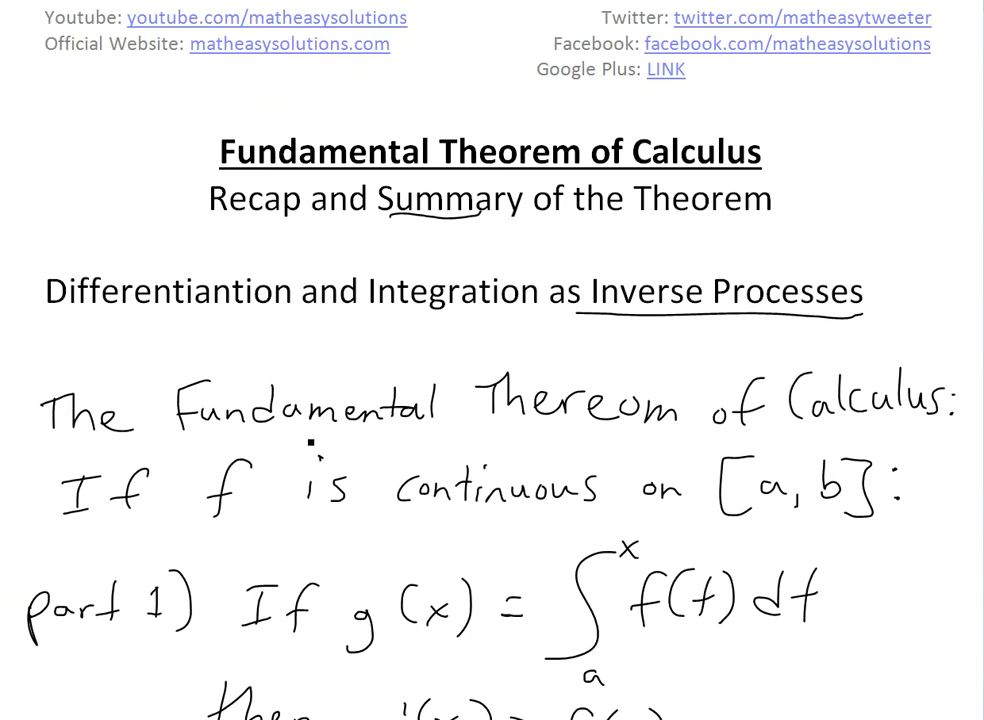 Youtube: youtube.com/matheasysolutions
Twitter: twitter.com/matheasytweeter
Official Website: matheasysolutions.com
Facebook: facebook.com/matheasysolutions
Google Plus: LINK
Fundamental Theorem of Calculus
Recap and Summary of the Theorem
Differentiantion and Integration as Inverse Processes
The Fundamental Thereom of Calculus:
If f is continuous on [a, b]:
part 1) If g(x) = ∫ₐˣ f(t) dt
then